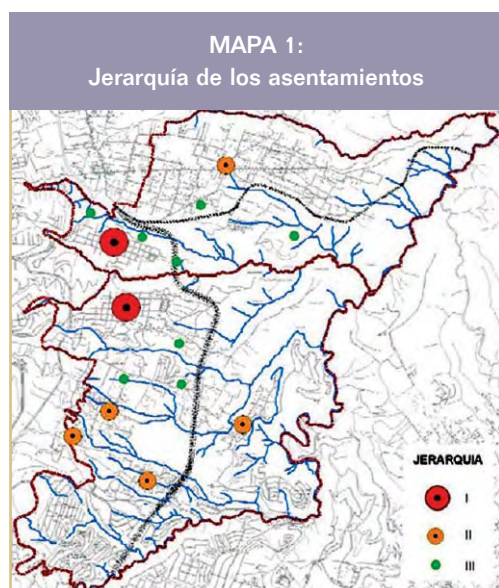 MAPA 1:
Jerarquía de los asentamientos
JERARQUIA
I
II
III